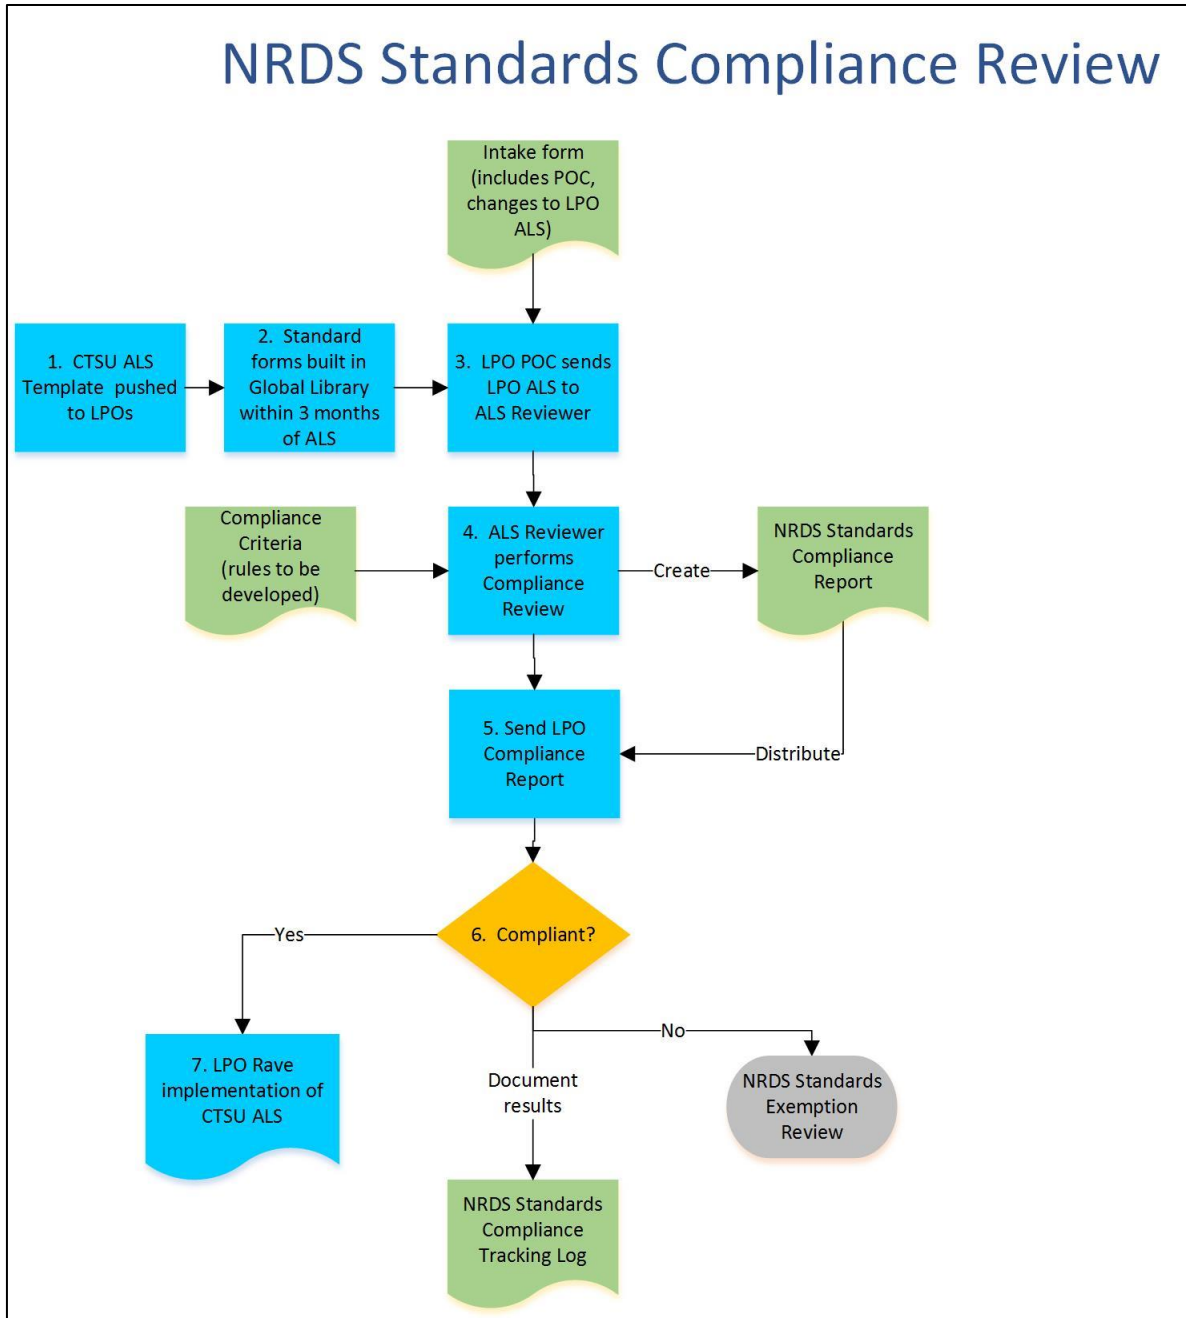 NRDS Standards Compliance Review
Intake form
(includes POC,
changes to LPO
ALS)
1. CTSU ALS
Template pushed
to LPOs
2. Standard
forms built in
Global Library
within 3 months
of ALS
3. LPO POC sends
LPO ALS to
ALS Reviewer
Compliance
Criteria
(rules to be
developed)
4. ALS Reviewer
performs
Compliance
Review
Create
NRDS Standards
Compliance
Report
5. Send LPO
Compliance
Report
Distribute
6. Compliant?
Yes
No
7. LPO Rave
implementation of
CTSU ALS
Document
results
NRDS Standards
Exemption
Review
NRDS Standards
Compliance
Tracking Log